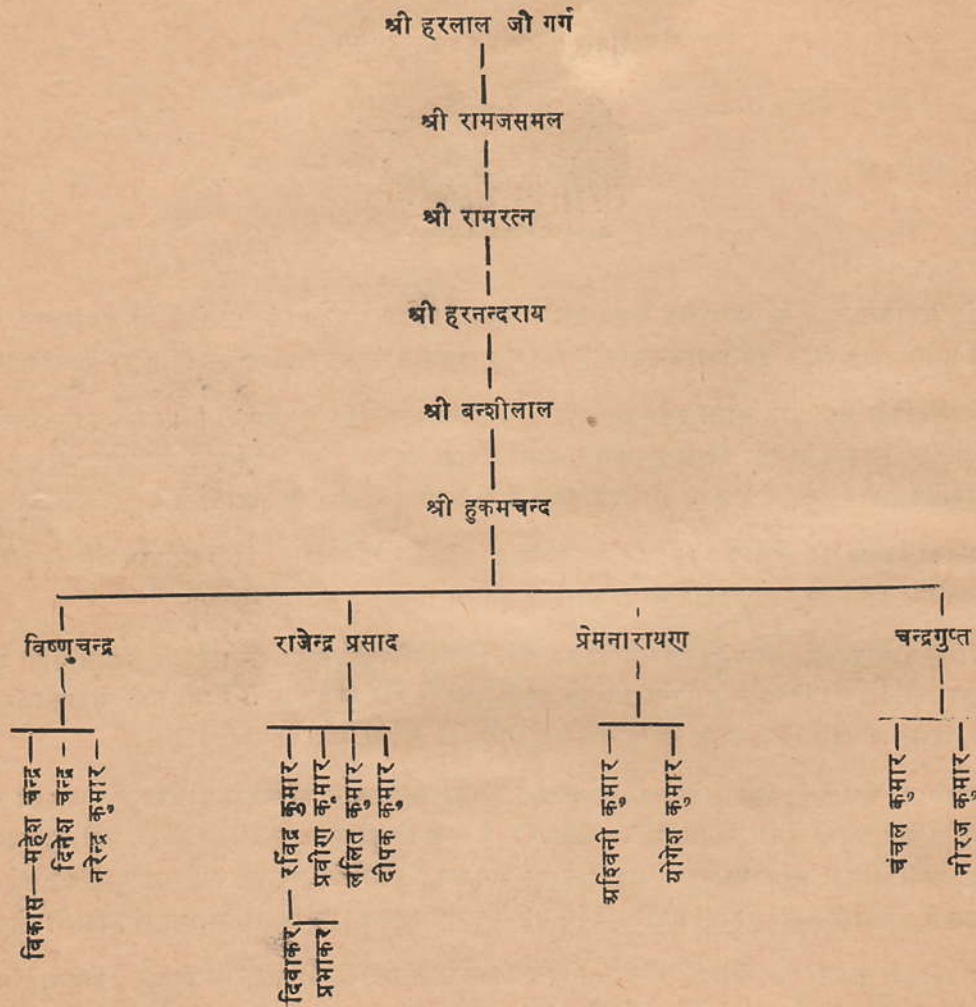 श्री हरलाल जी गर्ग
श्री रामजसमल
श्री रामरत्न
श्री हरनन्दराय
श्री बन्शीलाल
श्री हुकमचन्द
विष्णुचन्द्र राजेन्द्र प्रसाद प्रेमनारायण चन्द्रगुप्त
महेश चन्द्र
विकास
दिनेश चन्द्र
नरेन्द्र कुमार
रविंद्र कुमार
दिवाकर
प्रभाकर
प्रवीण कुमार
ललित कुमार
दीपक कुमार
अश्विनी कुमार
योगेश कुमार
चंचल कुमार
नीरज कुमार